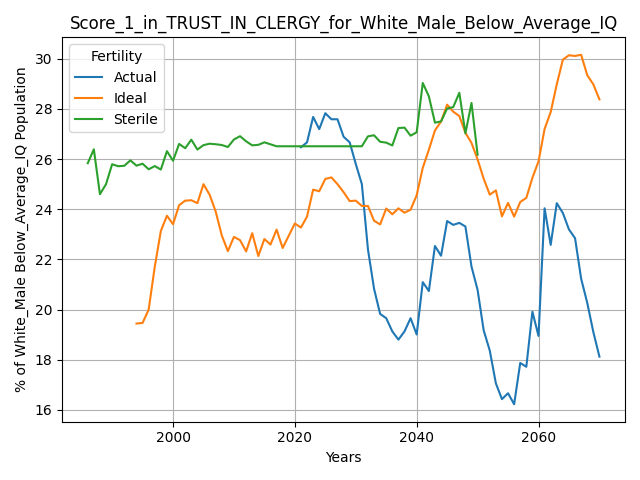 Score_1_in_TRUST_IN_CLERGY_for_White_Male_Below_Average_IQ
Fertility
Actual
Ideal
Sterile
% of White_Male Below_Average_IQ Population
30
28
26
24
22
20
18
16
2000 2020 2040 2060
Years